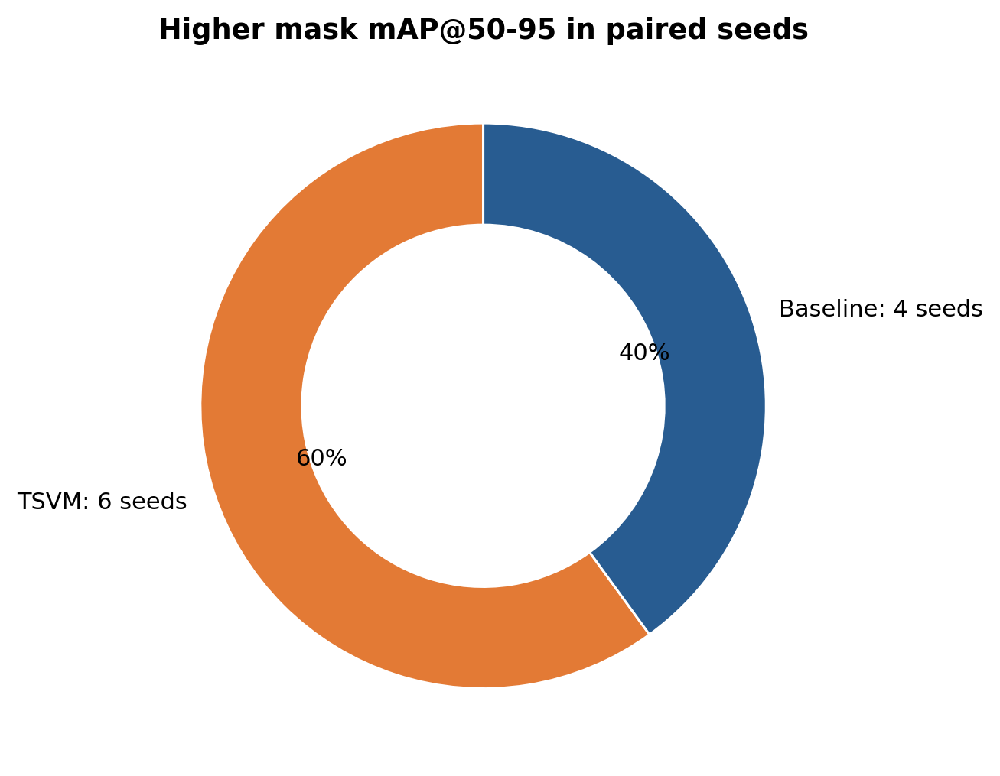 Higher mask mAP@50-95 in paired seeds
Baseline: 4 seeds
40%
60%
TSVM: 6 seeds